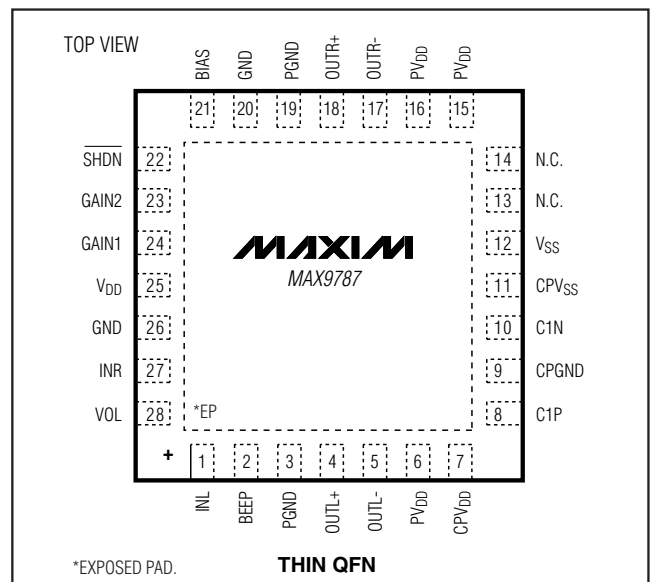 TOP VIEW
BIAS
GND
PGND
OUTR+
OUTR-
PVDD
PVDD
21
20
19
18
17
16
15
SHDN 22
GAIN2 23
GAIN1 24
VDD 25
GND 26
INR 27
VOL 28
14 N.C.
13 N.C.
12 VSS
11 CPVSS
10 C1N
9 CPGND
8 C1P
MAXIM
MAX9787
*EP
+
1
2
3
4
5
6
7
INL
BEEP
PGND
OUTL+
OUTL-
PVDD
CPVDD
*EXPOSED PAD.
THIN QFN